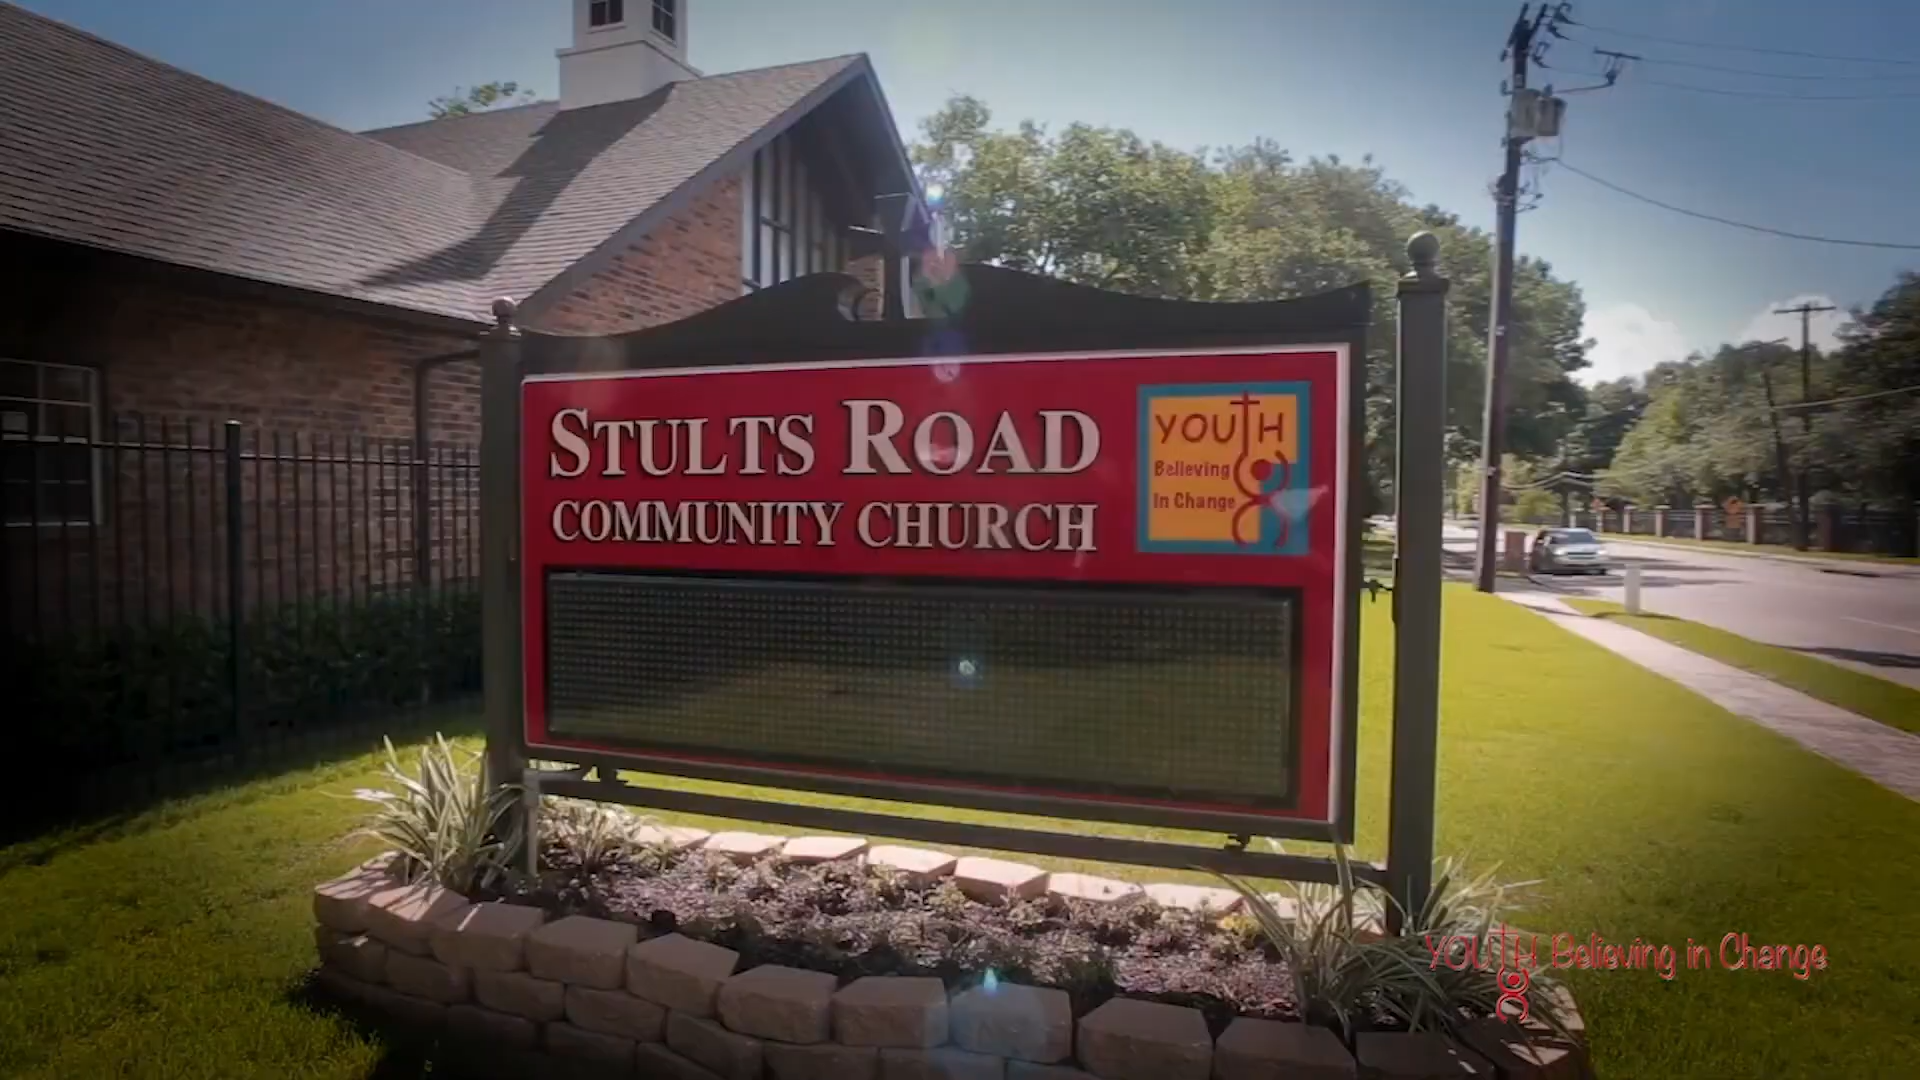 STULTS ROAD
COMMUNITY CHURCH
YOUTH
Believing
In Change
YOUTH Believing in Change